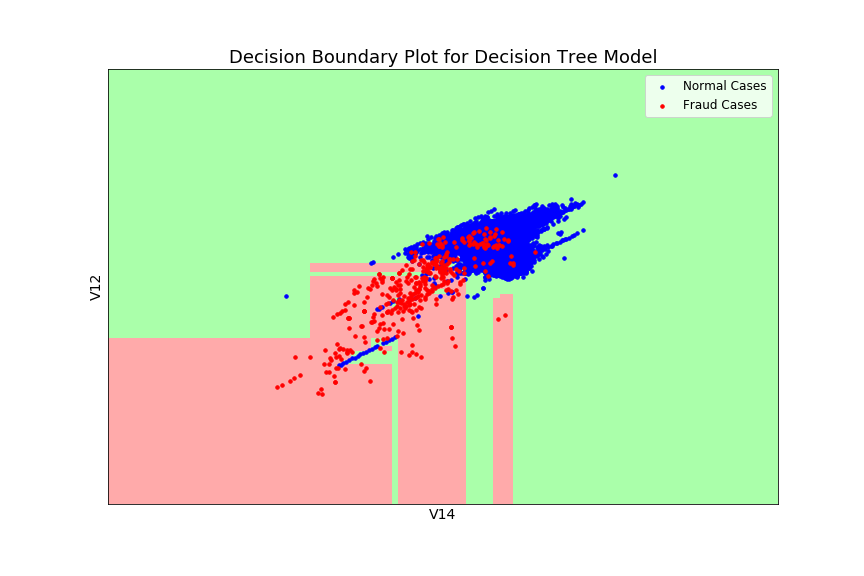 Decision Boundary Plot for Decision Tree Model
Normal Cases
Fraud Cases
V12
V14